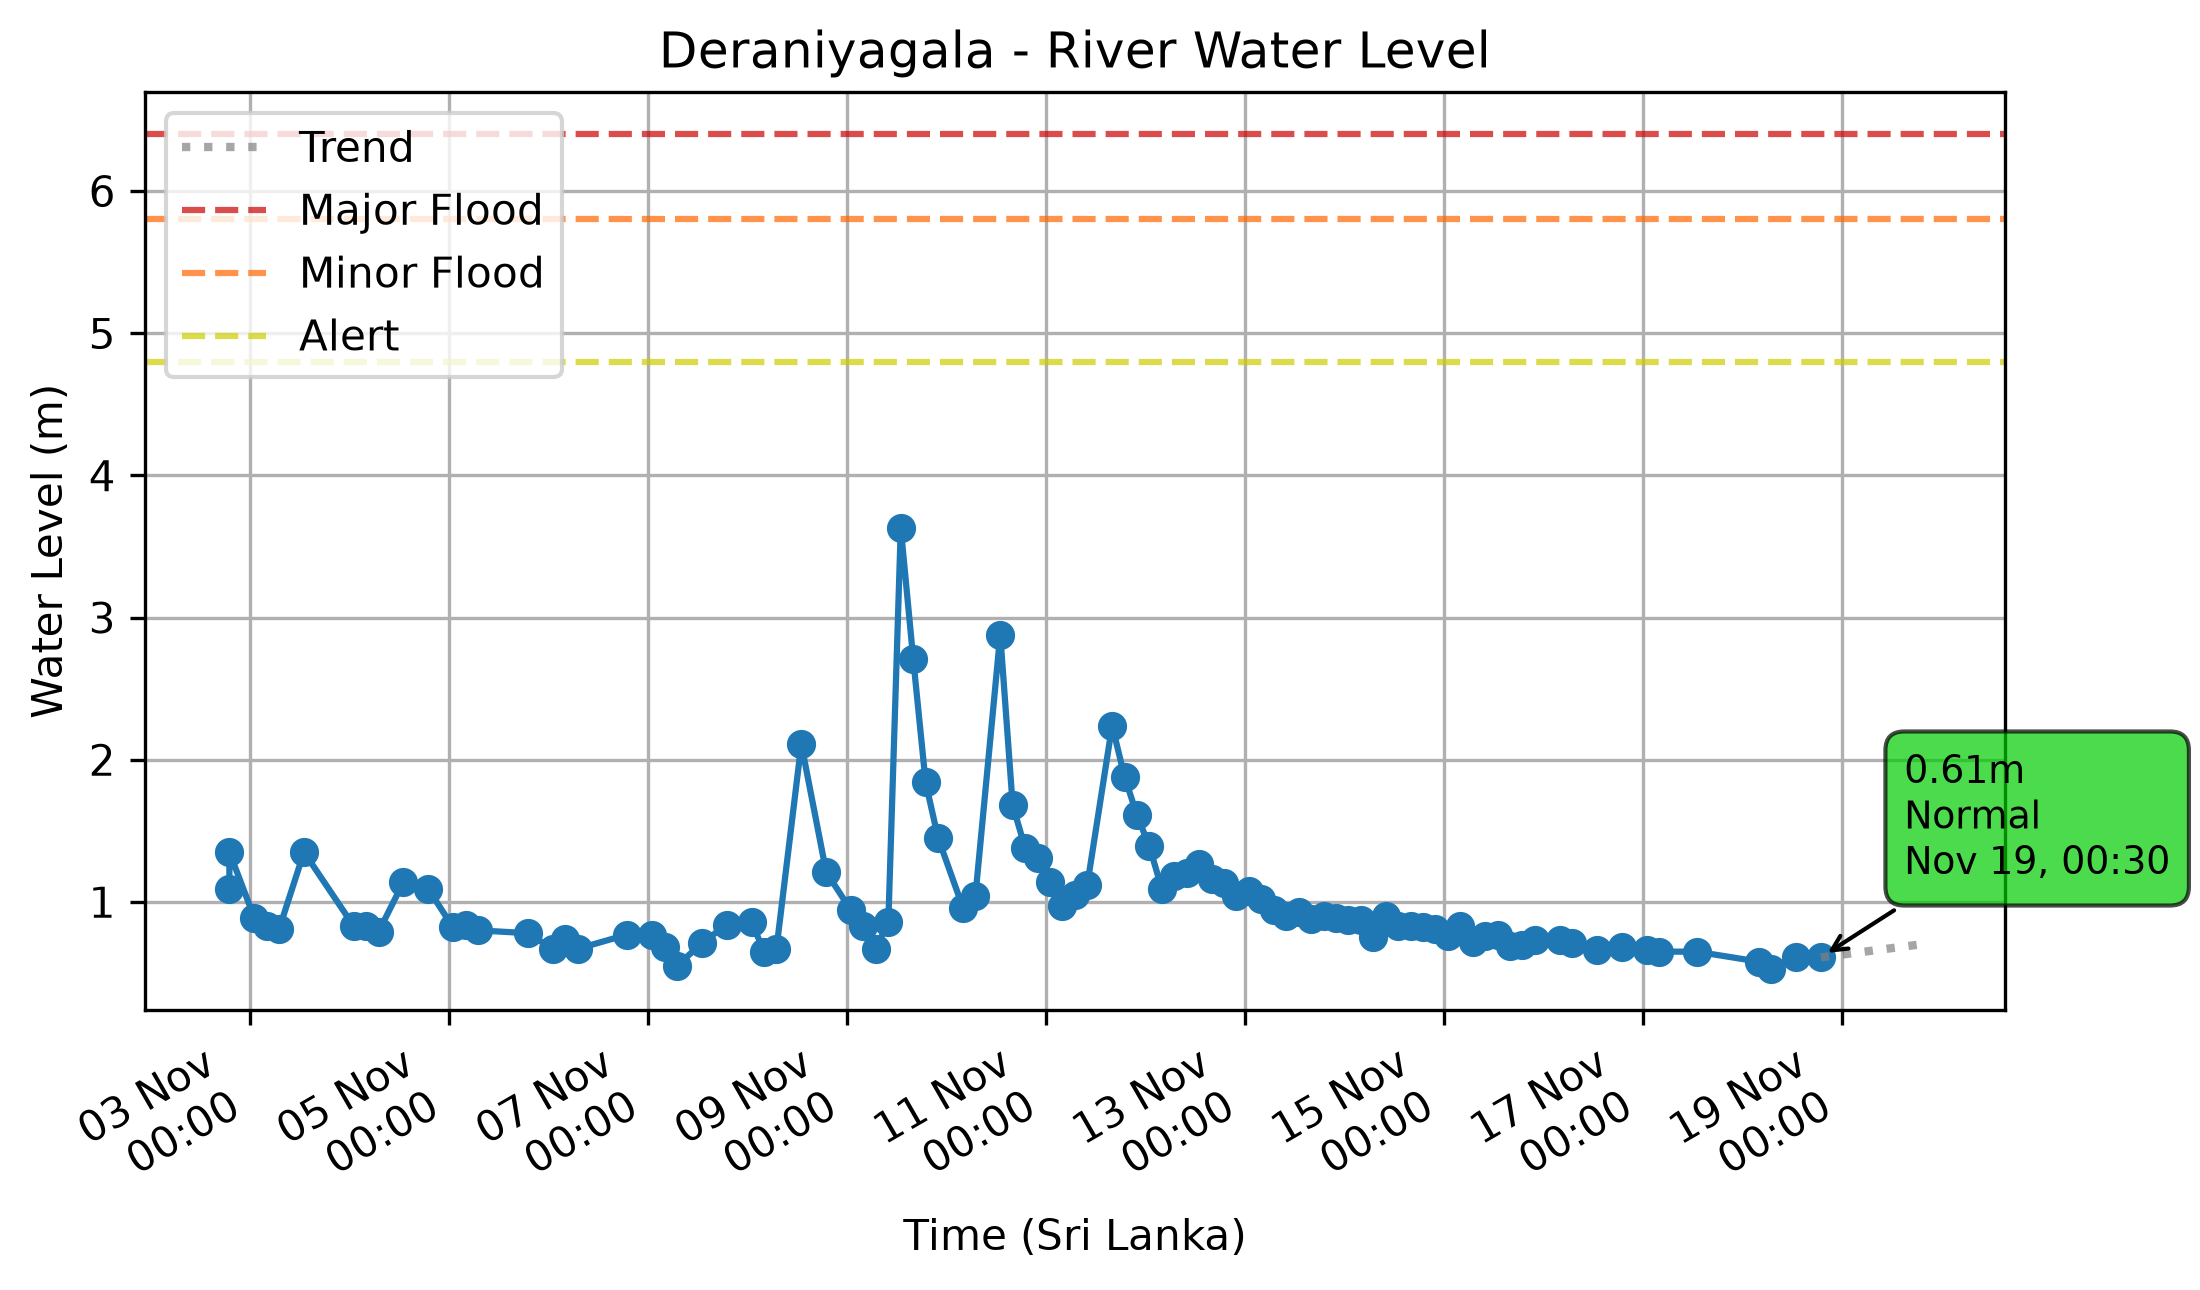 Deraniyagala - River Water Level
Trend
Major Flood
Minor Flood
Alert
Water Level (m)
6
5
4
3
2
1
0.61m
Normal
Nov 19, 00:30
03 Nov
00:00
05 Nov
00:00
07 Nov
00:00
09 Nov
00:00
11 Nov
00:00
13 Nov
00:00
15 Nov
00:00
17 Nov
00:00
19 Nov
00:00
Time (Sri Lanka)